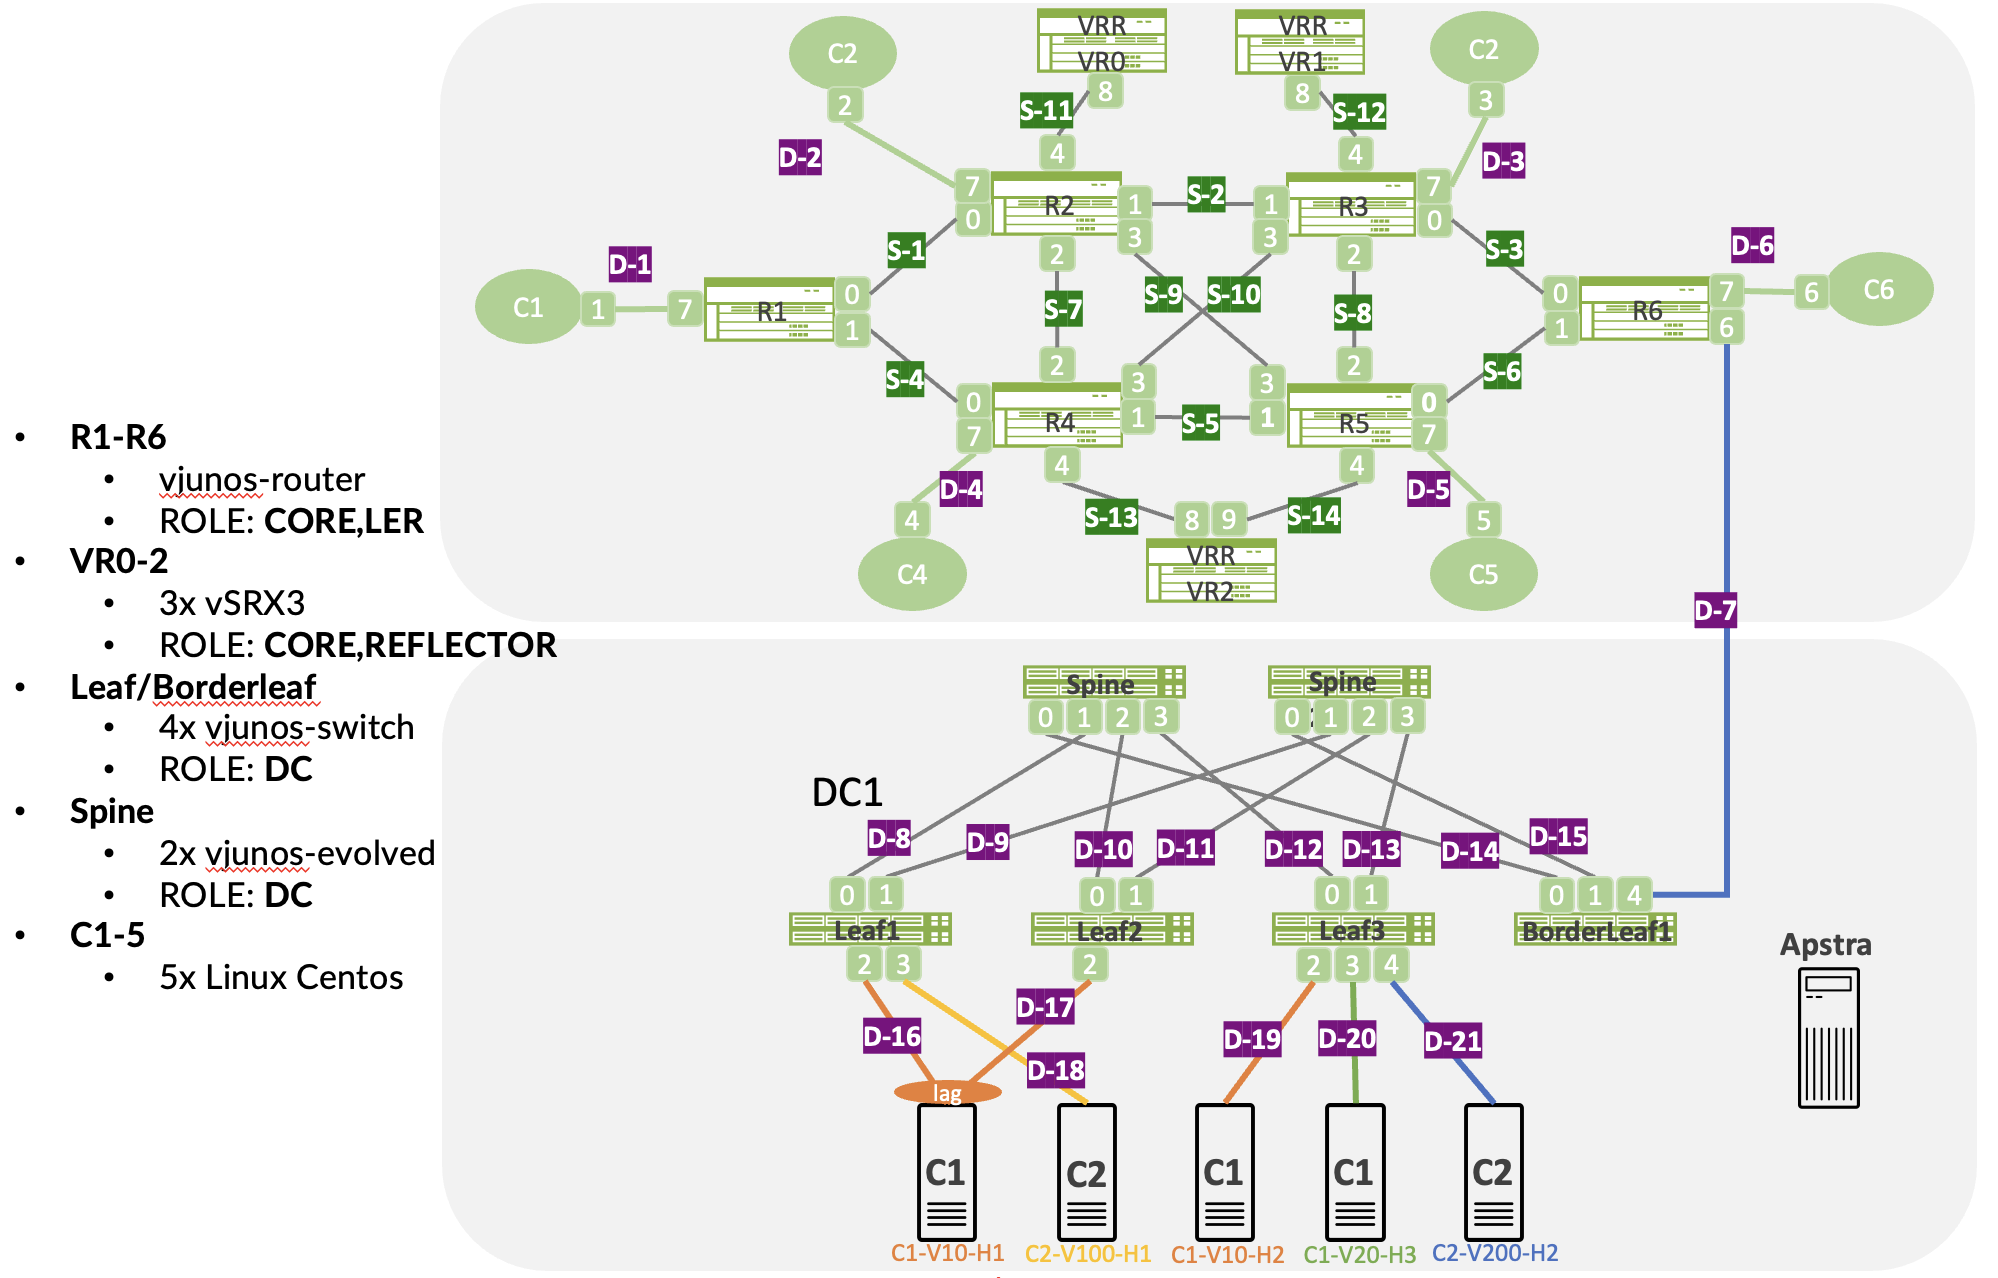 • R1-R6
• vjunos-router
• ROLE: CORE,LER
• VR0-2
• 3x vSRX3
• ROLE: CORE,REFLECTOR
• Leaf/Borderleaf
• 4x vjunos-switch
• ROLE: DC
• Spine
• 2x vjunos-evolved
• ROLE: DC
• C1-5
• 5x Linux Centos
C2
VRR
VR0
VRR
VR1
C2
2
8
8
3
S-11
S-12
D-2
4
4
D-3
7
R2
1
S-2
1
R3
7
0
3
3
0
D-1
S-1
2
2
S-3
D-6
C1
1
7
R1
0
1
S-9
S-10
S-7
S-8
0
1
R6
7
6
6
C6
S-4
2
3
3
2
S-6
0
7
R4
1
S-5
1
R5
0
7
4
4
D-4
D-5
4
S-13
8
9
S-14
5
C4
VRR
VR2
C5
D-7
Spine
Spine
0
1
2
3
0
1
2
3
DC1
D-8
D-9
D-10
D-11
D-12
D-13
D-14
D-15
0
1
0
1
0
1
0
1
4
Leaf1
Leaf2
Leaf3
BorderLeaf1
2
3
2
2
3
4
Apstra
D-16
D-17
D-18
D-19
D-20
D-21
lag
C1
C2
C1
C1
C2
C1-V10-H1
C2-V100-H1
C1-V10-H2
C1-V20-H3
C2-V200-H2